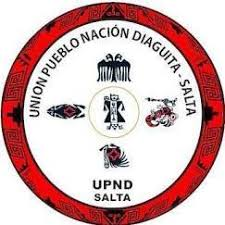 UNION PUEBLO NACIÓN DIAGUITA - SALTA
UPND
SALTA